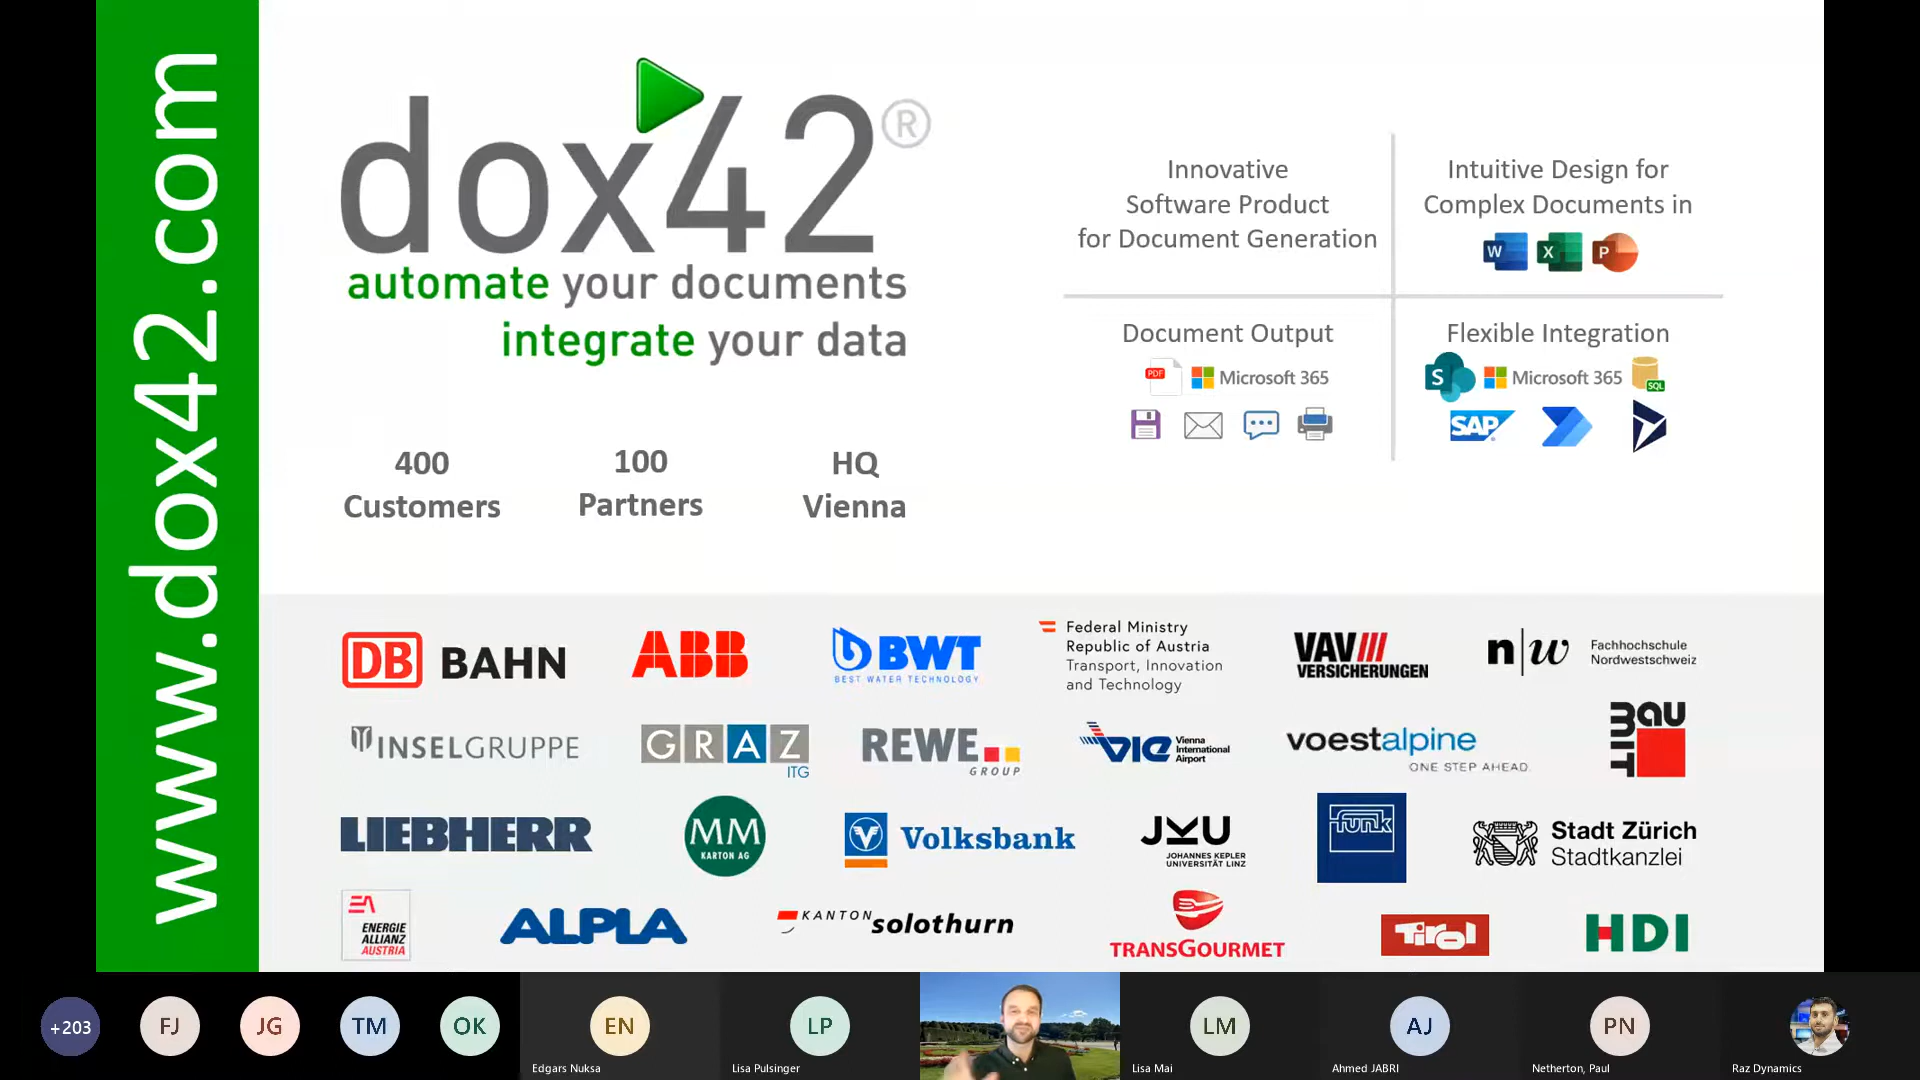 www.dox42.com
dox42®
automate your documents
integrate your data
400
Customers
100
Partners
HQ
Vienna
Innovative
Software Product
for Document Generation
Intuitive Design for
Complex Documents in
W X P
Document Output
PDF Microsoft 365
Flexible Integration
S Microsoft 365 SQL
SAP
DB BAHN
ABB
BWT
BEST WATER TECHNOLOGY
Federal Ministry
Republic of Austria
Transport, Innovation
and Technology
VAV
VERSICHERUNGEN
n|w Fachhochschule
Nordwestschweiz
INSELGRUPPE
GRAZ
ITG
REWE
GROUP
VIE Vienna
International
Airport
voestalpine
ONE STEP AHEAD.
bau
MIT
LIEBHERR
MM
KARTON AG
Volksbank
JKU
JOHANNES KEPLER
UNIVERSITÄT LINZ
funk
Stadt Zürich
Stadtkanzlei
EA
ENERGIE
ALLIANZ
AUSTRIA
ALPLA
KANTON solothurn
TRANSGOURMET
Tirol
HDI
+203
FJ
JG
TM
OK
EN
Edgars Nuksa
LP
Lisa Pulsinger
LM
Lisa Mai
AJ
Ahmed JABRI
PN
Netherton, Paul
Raz Dynamics